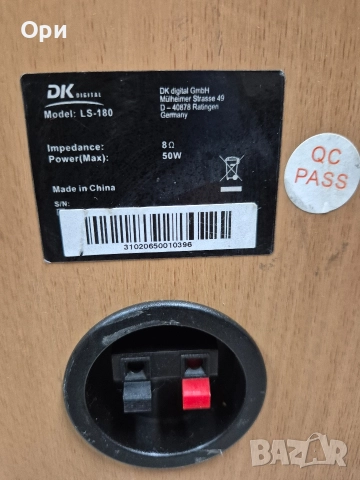 Ори
DK DIGITAL
Model: LS-180
DK digital GmbH
Mülheimer Strasse 49
D – 40878 Ratingen
Germany
Impedance: 8Ω
Power(Max): 50W
Made in China
S/N:
31020650010396
QC
PASS
BAZAR